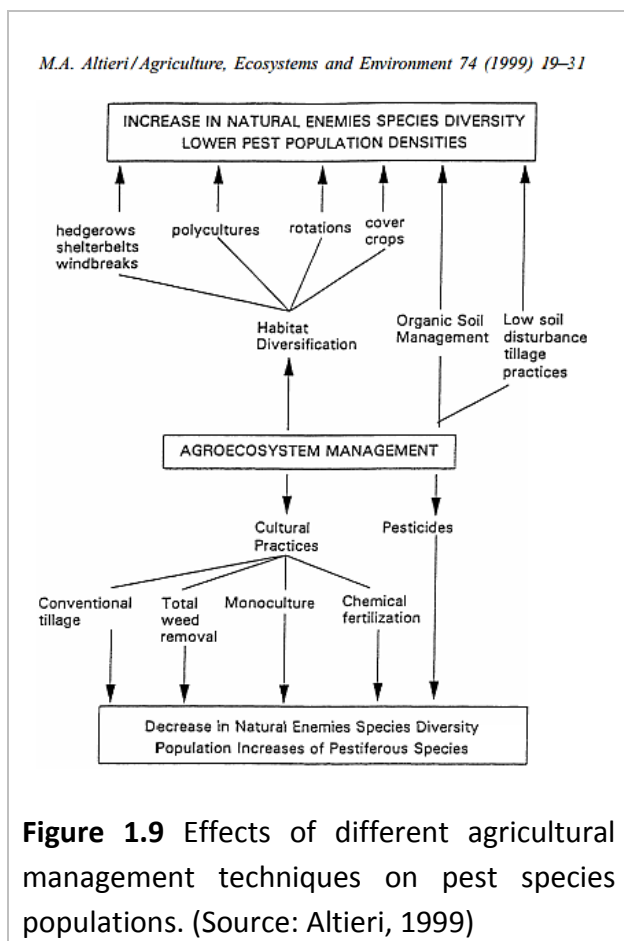 M.A. Altieri / Agriculture, Ecosystems and Environment 74 (1999) 19–31
INCREASE IN NATURAL ENEMIES SPECIES DIVERSITY
LOWER PEST POPULATION DENSITIES
hedgerows
shelterbelts
windbreaks
polycultures
rotations
cover
crops
Habitat
Diversification
Organic Soil
Management
Low soil
disturbance
tillage
practices
AGROECOSYSTEM MANAGEMENT
Cultural
Practices
Pesticides
Conventional
tillage
Total
weed
removal
Monoculture
Chemical
fertilization
Decrease in Natural Enemies Species Diversity
Population Increases of Pestiferous Species
Figure 1.9 Effects of different agricultural
management techniques on pest species
populations. (Source: Altieri, 1999)